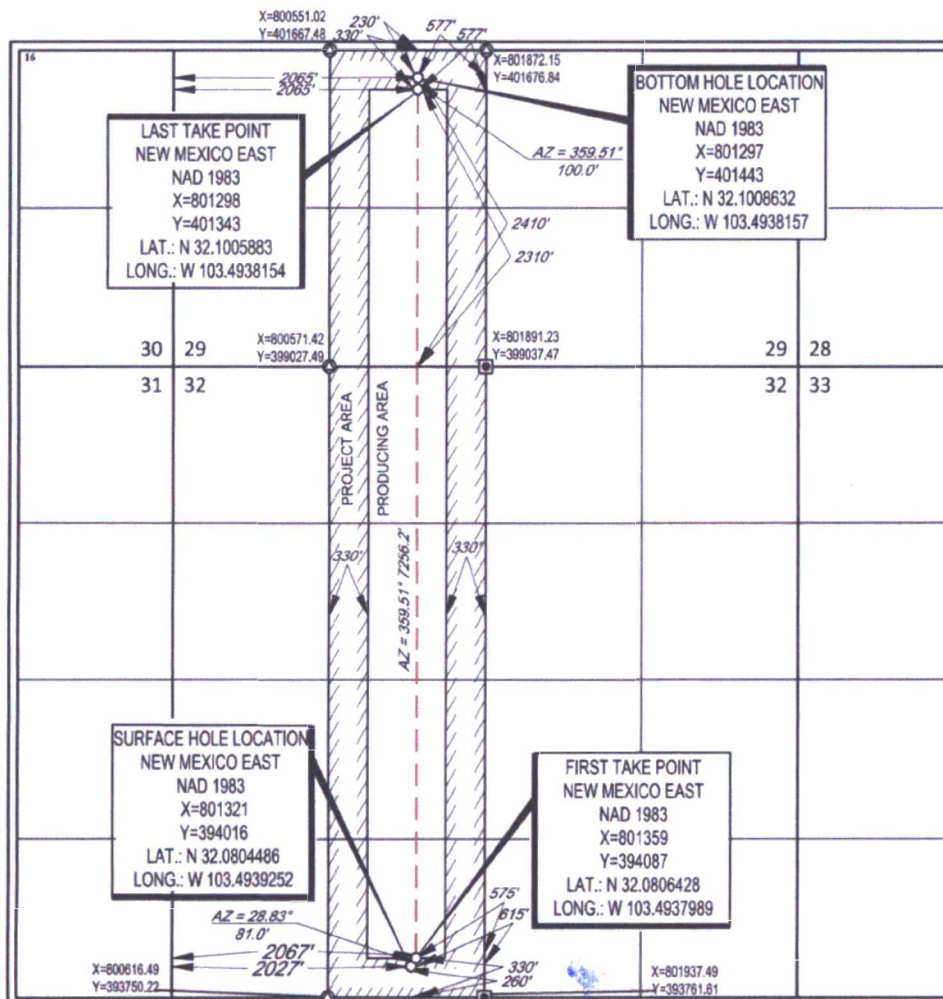 X=800551.02
Y=401667.48
230'
330'
577'
577'
16
X=801872.15
Y=401676.84
2065'
2065'
BOTTOM HOLE LOCATION
NEW MEXICO EAST
NAD 1983
X=801297
Y=401443
LAT.: N 32.1008632
LONG.: W 103.4938157
LAST TAKE POINT
NEW MEXICO EAST
NAD 1983
X=801298
Y=401343
LAT.: N 32.1005883
LONG.: W 103.4938154
AZ = 359.51°
100.0'
2410'
2310'
X=800571.42
Y=399027.49
X=801891.23
Y=399037.47
30 29
31 32
29 28
32 33
PROJECT AREA
PRODUCING AREA
330'
330'
AZ = 359.51° 7256.2'
SURFACE HOLE LOCATION
NEW MEXICO EAST
NAD 1983
X=801321
Y=394016
LAT.: N 32.0804486
LONG.: W 103.4939252
FIRST TAKE POINT
NEW MEXICO EAST
NAD 1983
X=801359
Y=394087
LAT.: N 32.0806428
LONG.: W 103.4937989
AZ = 28.83°
81.0'
575'
615'
2067'
2027'
330'
260'
X=800616.49
Y=393750.22
X=801937.49
Y=393761.61